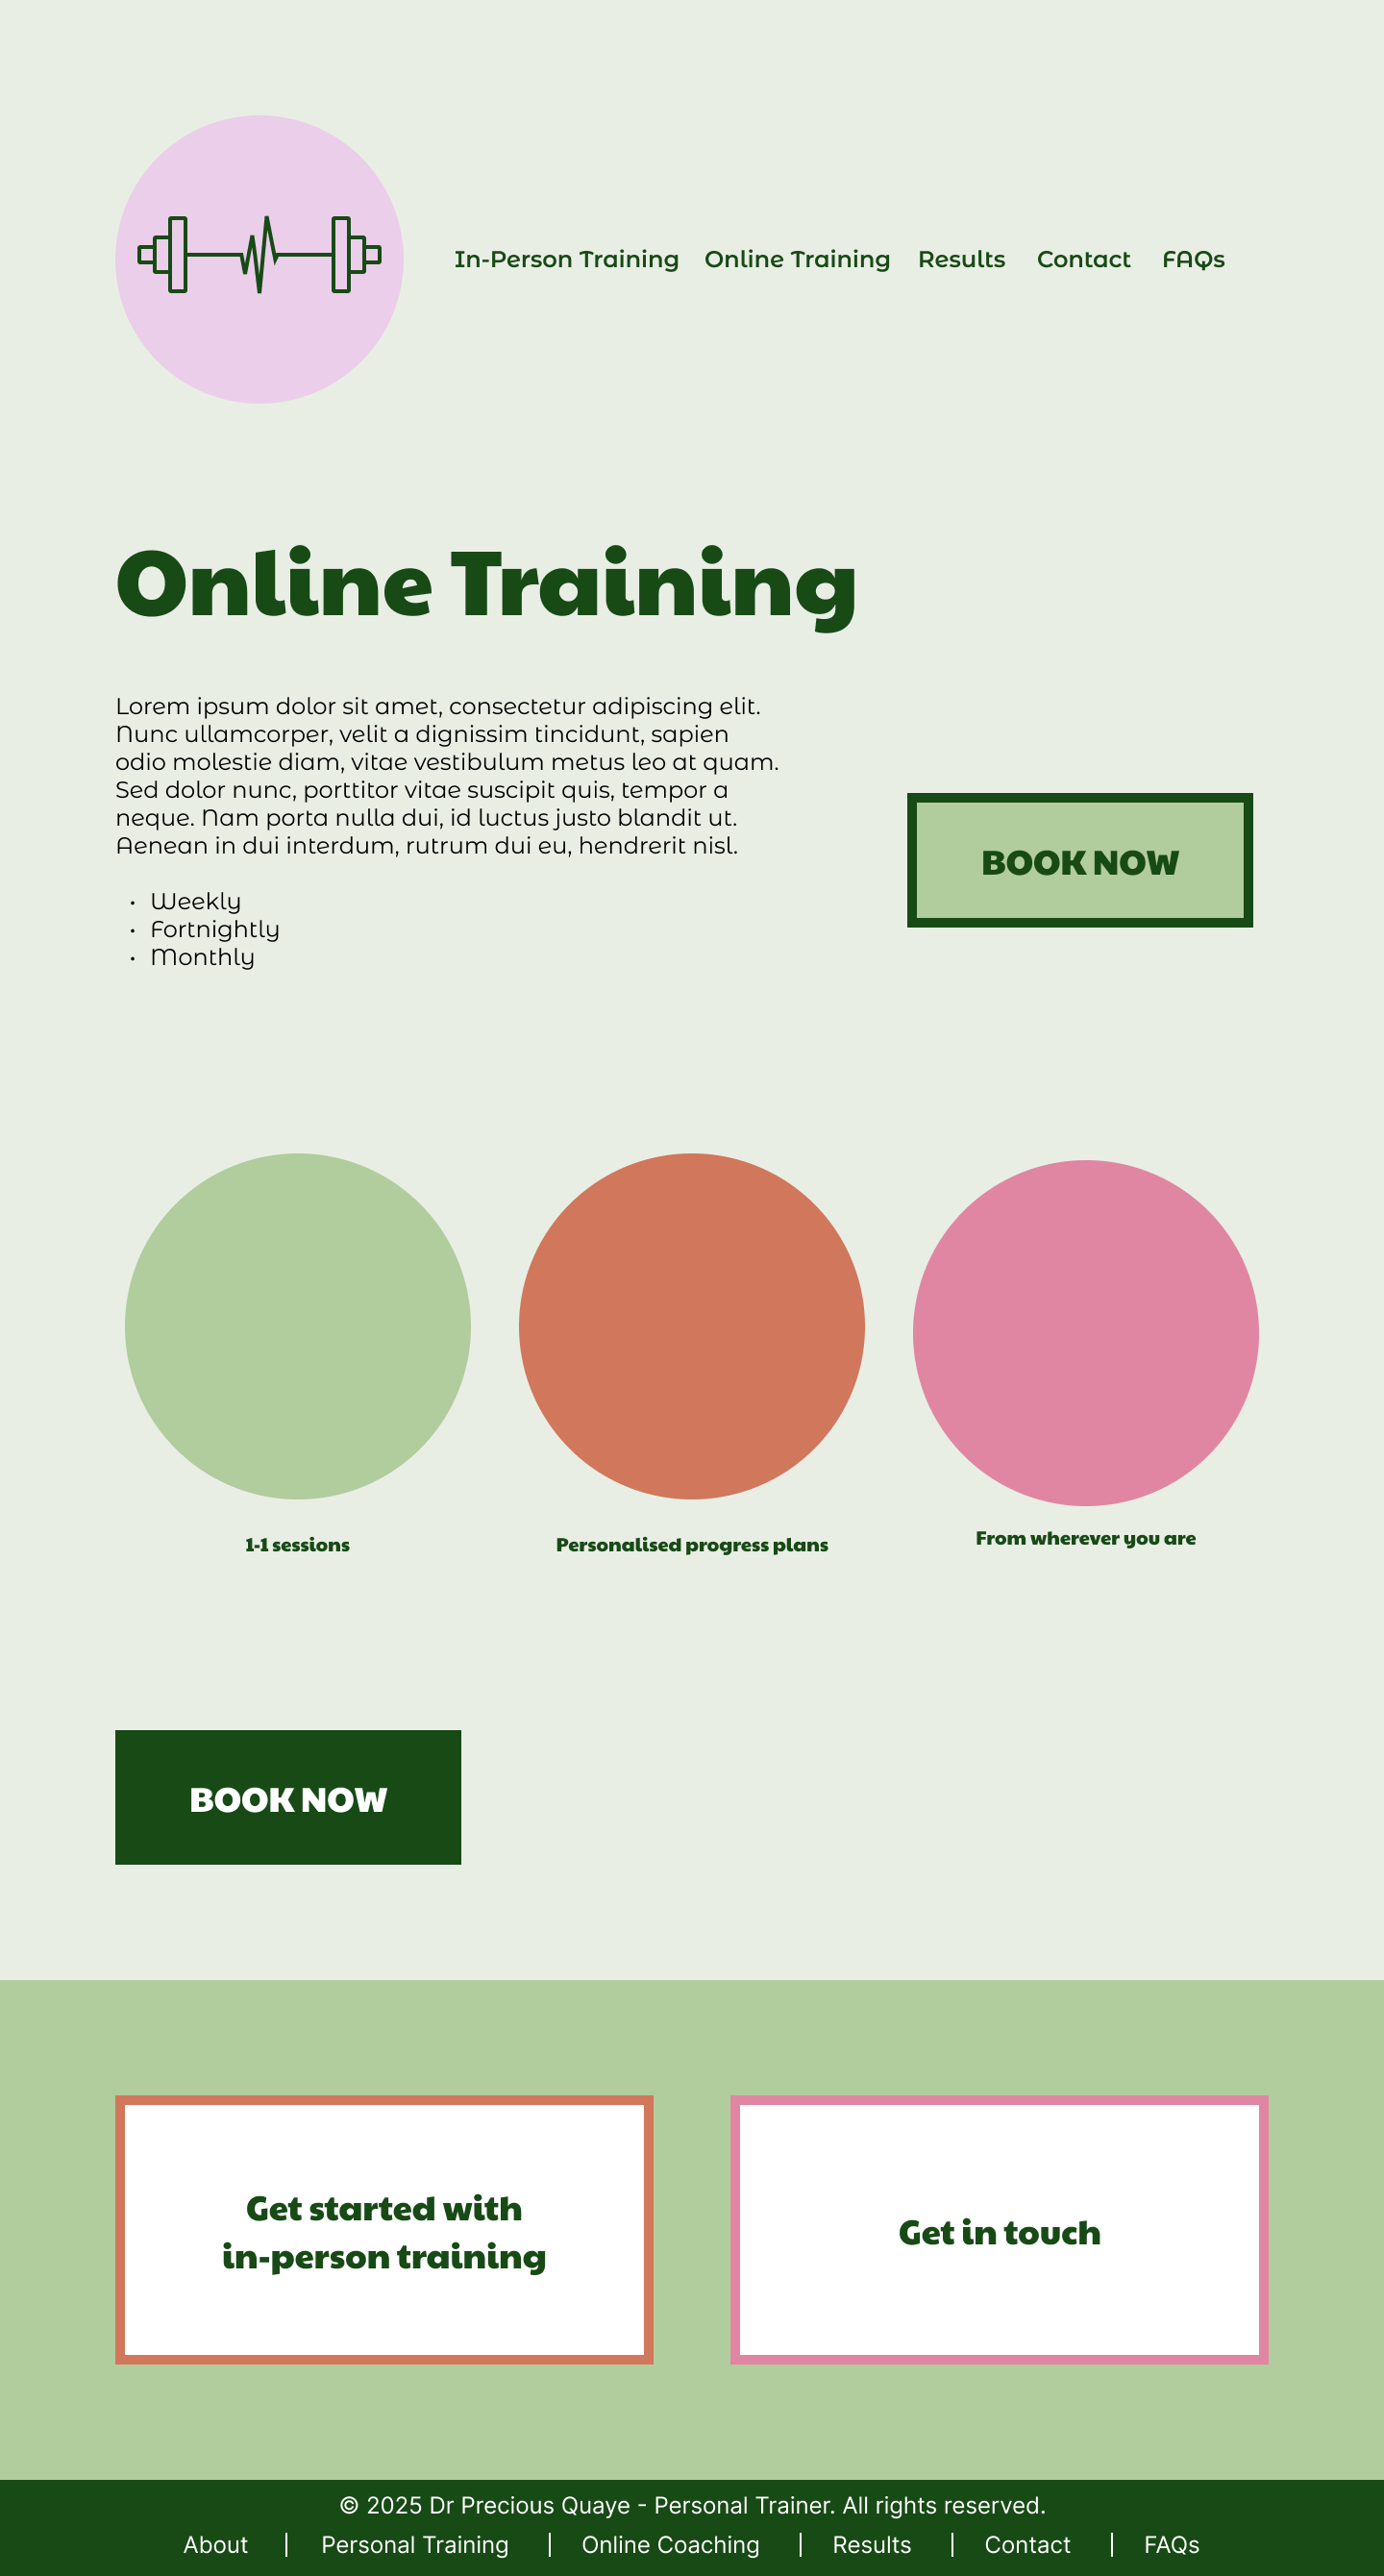 In-Person Training Online Training Results Contact FAQs
Online Training
Lorem ipsum dolor sit amet, consectetur adipiscing elit.
Nunc ullamcorper, velit a dignissim tincidunt, sapien
odio molestie diam, vitae vestibulum metus leo at quam.
Sed dolor nunc, porttitor vitae suscipit quis, tempor a
neque. Nam porta nulla dui, id luctus justo blandit ut.
Aenean in dui interdum, rutrum dui eu, hendrerit nisl.
• Weekly
• Fortnightly
• Monthly
BOOK NOW
1-1 sessions
Personalised progress plans
From wherever you are
BOOK NOW
Get started with
in-person training
Get in touch
© 2025 Dr Precious Quaye - Personal Trainer. All rights reserved.
About | Personal Training | Online Coaching | Results | Contact | FAQs